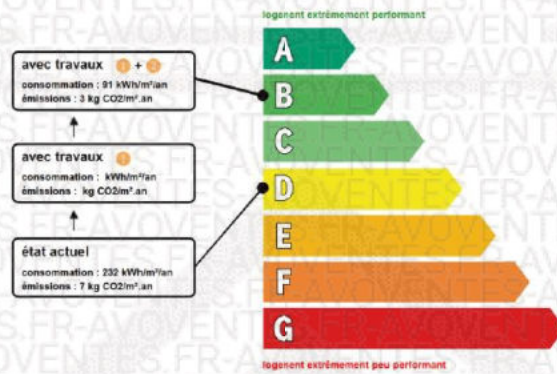 logement extrêmement performant
avec travaux 1 + 2
consommation : 91 kWh/m²/an
émissions : 3 kg CO2/m².an
avec travaux 1
consommation : kWh/m²/an
émissions : kg CO2/m².an
état actuel
consommation : 232 kWh/m²/an
émissions : 7 kg CO2/m².an
A
B
C
D
E
F
G
logement extrêmement peu performant